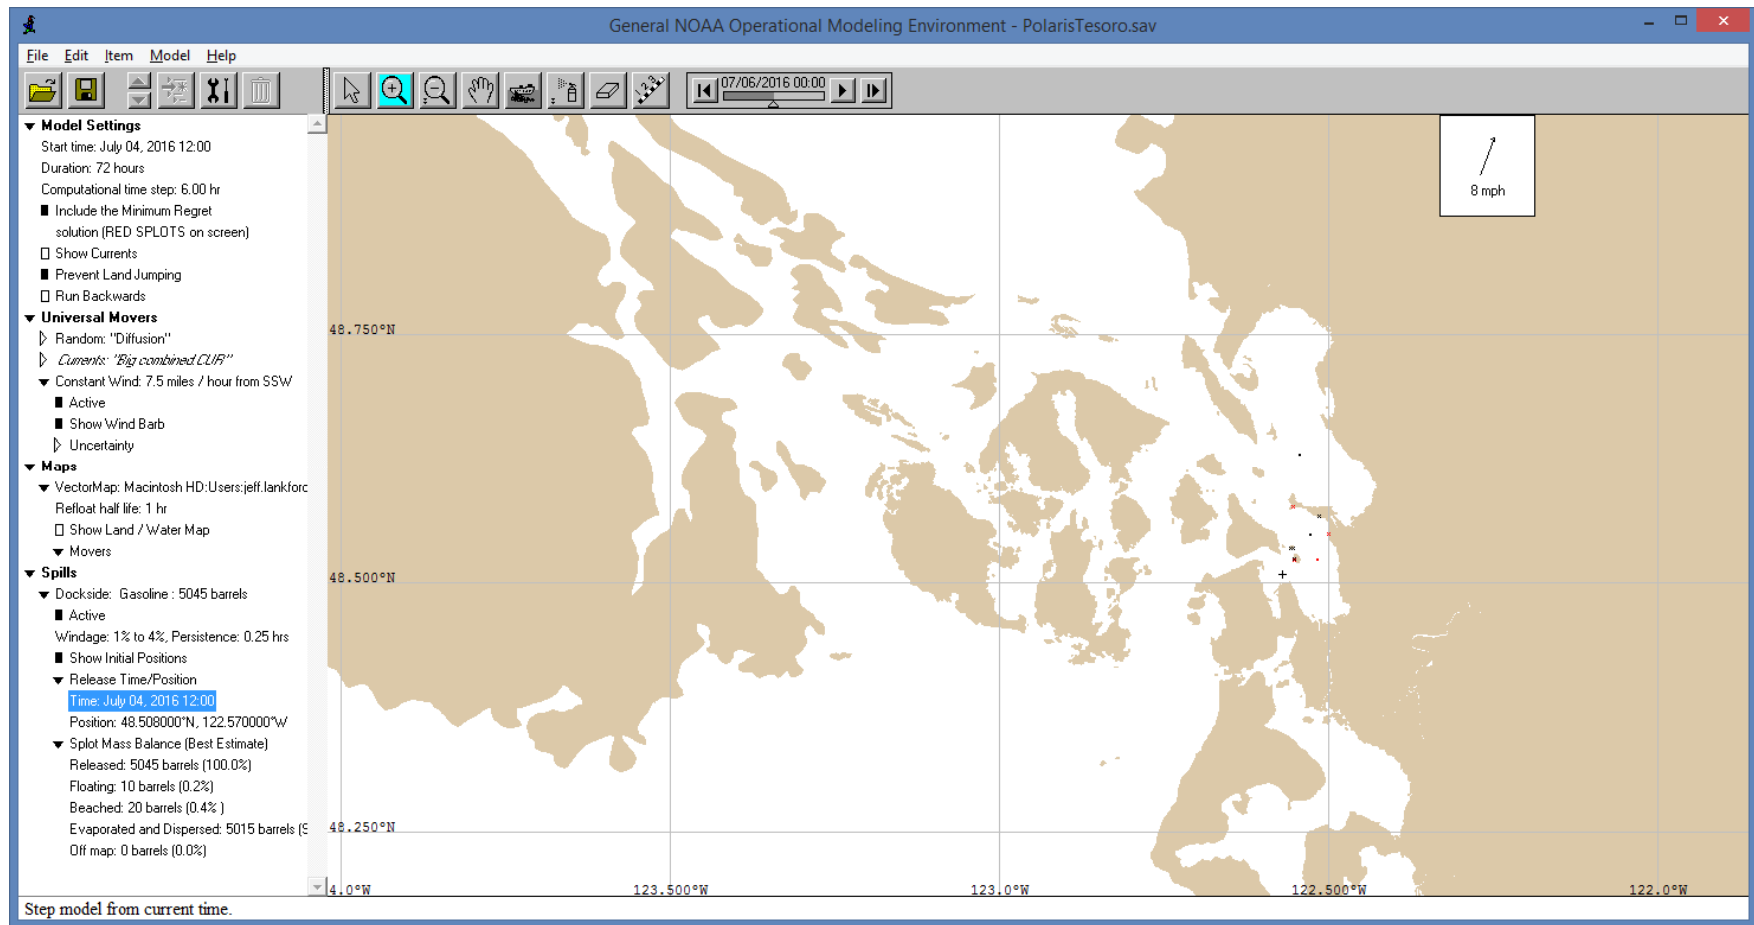 General NOAA Operational Modeling Environment - PolarisTesoro.sav
File Edit Item Model Help
07/06/2016 00:00
Model Settings
Start time: July 04, 2016 12:00
Duration: 72 hours
Computational time step: 6.00 hr
Include the Minimum Regret
solution (RED SPLOTS on screen)
Show Currents
Prevent Land Jumping
Run Backwards
Universal Movers
Random: "Diffusion"
Currents: "Big combined.CUR"
Constant Wind: 7.5 miles / hour from SSW
Active
Show Wind Barb
Uncertainty
Maps
VectorMap: Macintosh HD:Users:jeff.lankford
Refloat half life: 1 hr
Show Land / Water Map
Movers
Spills
Dockside: Gasoline : 5045 barrels
Active
Windage: 1% to 4%, Persistence: 0.25 hrs
Show Initial Positions
Release Time/Position
Time: July 04, 2016 12:00
Position: 48.508000°N, 122.570000°W
Splot Mass Balance (Best Estimate)
Released: 5045 barrels (100.0%)
Floating: 10 barrels (0.2%)
Beached: 20 barrels (0.4% )
Evaporated and Dispersed: 5015 barrels (9
Off map: 0 barrels (0.0%)
8 mph
48.750°N
48.500°N
48.250°N
4.0°W 123.500°W 123.0°W 122.500°W 122.0°W
Step model from current time.